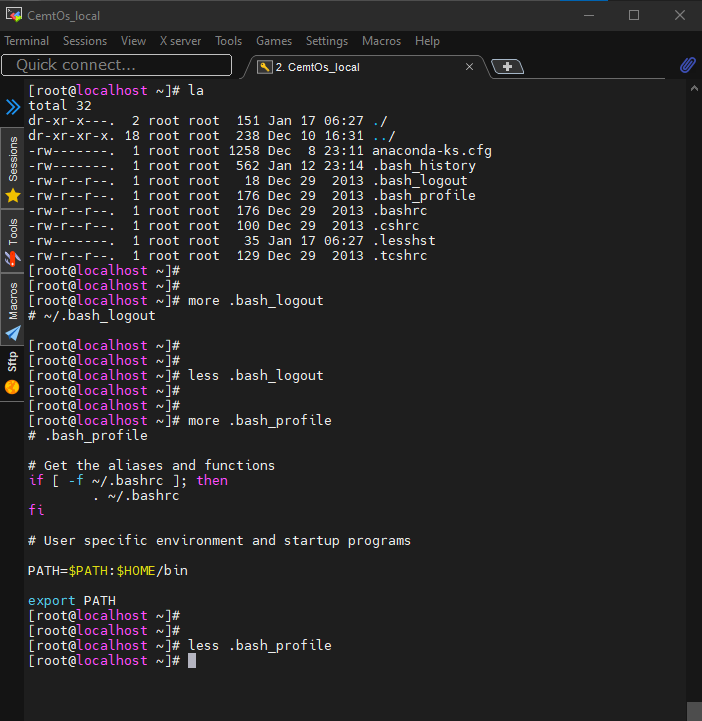 CemtOs_local
Terminal Sessions View X server Tools Games Settings Macros Help
Quick connect...
2. CemtOs_local
Sessions
Tools
Macros
Sftp
[root@localhost ~]# la
total 32
dr-xr-x---.  2 root root  151 Jan 17 06:27 ./
dr-xr-xr-x. 18 root root  238 Dec 10 16:31 ../
-rw-------.  1 root root 1258 Dec  8 23:11 anaconda-ks.cfg
-rw-------.  1 root root  562 Jan 12 23:14 .bash_history
-rw-r--r--.  1 root root   18 Dec 29  2013 .bash_logout
-rw-r--r--.  1 root root  176 Dec 29  2013 .bash_profile
-rw-r--r--.  1 root root  176 Dec 29  2013 .bashrc
-rw-r--r--.  1 root root  100 Dec 29  2013 .cshrc
-rw-------.  1 root root   35 Jan 17 06:27 .lesshst
-rw-r--r--.  1 root root  129 Dec 29  2013 .tcshrc
[root@localhost ~]#
[root@localhost ~]#
[root@localhost ~]# more .bash_logout
# ~/.bash_logout
[root@localhost ~]#
[root@localhost ~]#
[root@localhost ~]# less .bash_logout
[root@localhost ~]#
[root@localhost ~]#
[root@localhost ~]# more .bash_profile
# .bash_profile
# Get the aliases and functions
if [ -f ~/.bashrc ]; then
        . ~/.bashrc
fi
# User specific environment and startup programs
PATH=$PATH:$HOME/bin
export PATH
[root@localhost ~]#
[root@localhost ~]#
[root@localhost ~]# less .bash_profile
[root@localhost ~]#